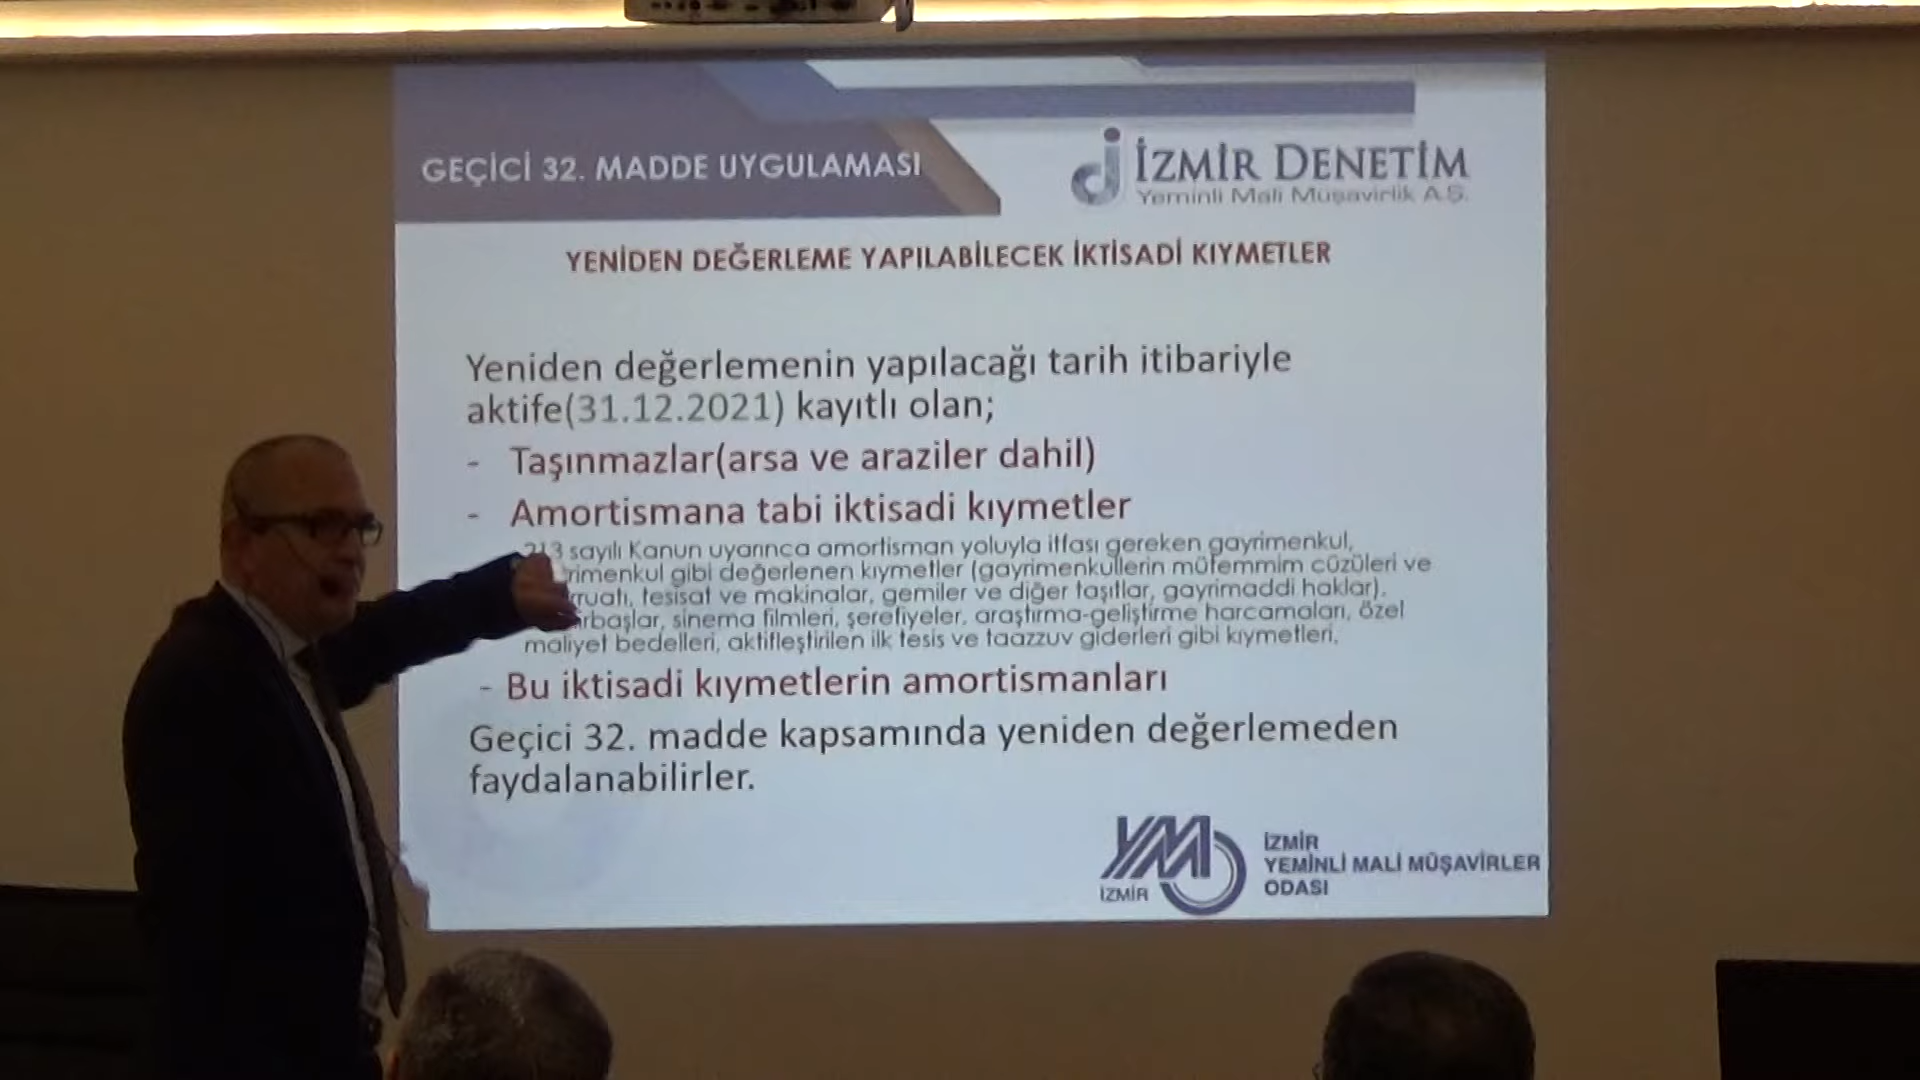 GEÇİCİ 32. MADDE UYGULAMASI
İZMİR DENETİM
Yeminli Mali Müşavirlik A.Ş.
YENİDEN DEĞERLEME YAPILABİLECEK İKTİSADİ KIYMETLER
Yeniden değerlemenin yapılacağı tarih itibariyle
aktife(31.12.2021) kayıtlı olan;
- Taşınmazlar(arsa ve araziler dahil)
- Amortismana tabi iktisadi kıymetler
213 sayılı Kanun uyarınca amortisman yoluyla itfası gereken gayrimenkul,
gibi değerlenen kıymetler (gayrimenkullerin mütemmim cüzüleri ve
tesisat ve makinalar, gemiler ve diğer taşıtlar, gayrimaddi haklar),
sinema filmleri, şerefiyeler, araştırma-geliştirme harcamaları, özel
maliyet bedelleri, aktifleştirilen ilk tesis ve taazzuv giderleri gibi kıymetleri,
- Bu iktisadi kıymetlerin amortismanları
Geçici 32. madde kapsamında yeniden değerlemeden
faydalanabilirler.
YMM
İZMİR
İZMİR
YEMİNLİ MALİ MÜŞAVİRLER
ODASI